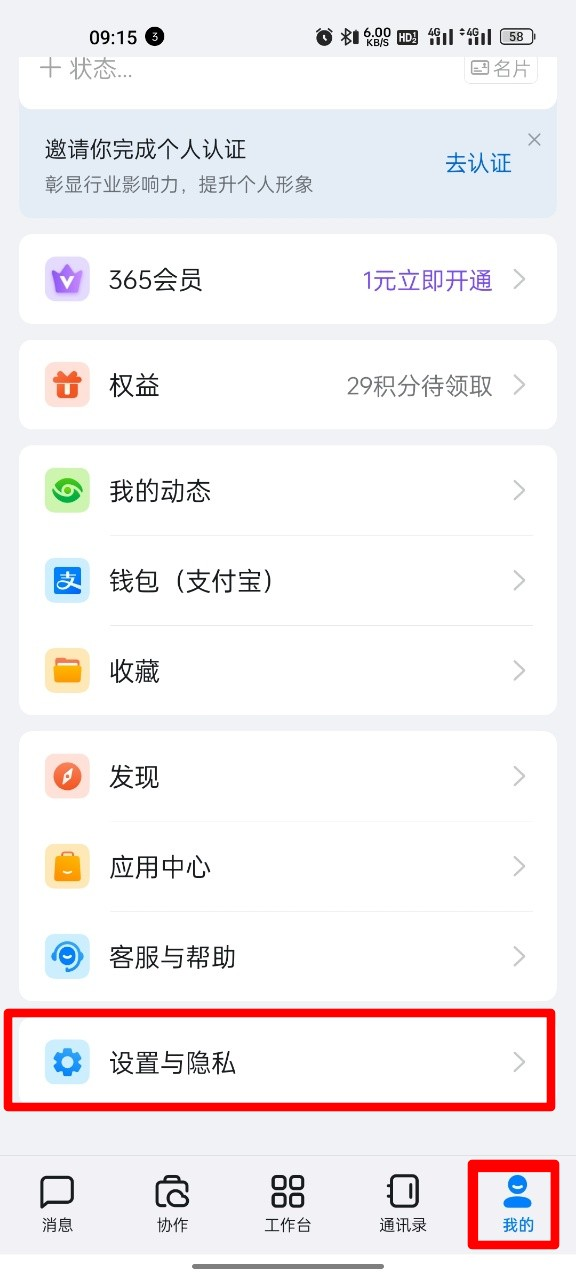 09:15 3 6.00 KB/S HD 4G 4G 58
状态... 名片
邀请你完成个人认证
去认证
彰显行业影响力，提升个人形象
365会员 1元立即开通
权益 29积分待领取
我的动态
支 钱包（支付宝）
收藏
发现
应用中心
客服与帮助
设置与隐私
消息 协作 工作台 通讯录 我的